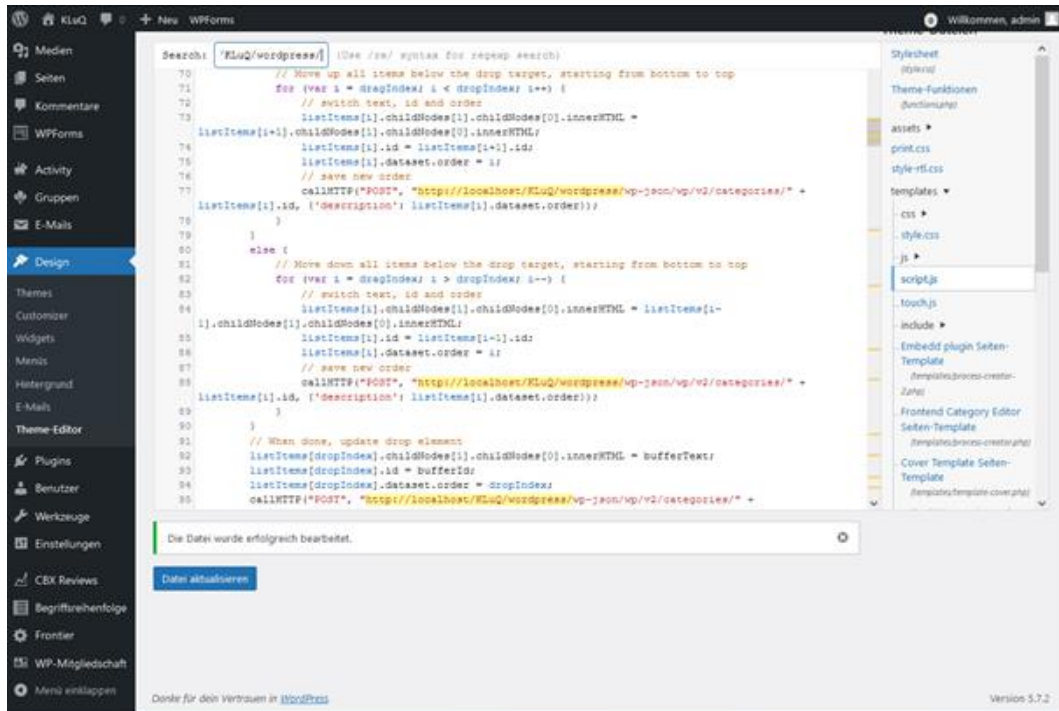 KLuQ 0 + Neu WPForms Willkommen, admin
Medien
Seiten
Kommentare
WPForms
Activity
Gruppen
E-Mails
Design
Themes
Customizer
Widgets
Menüs
Hintergrund
E-Mails
Theme-Editor
Plugins
Benutzer
Werkzeuge
Einstellungen
CBX Reviews
Begriffsreihenfolge
Frontier
WP-Mitgliedschaft
Menü einklappen
Search: 'KLuQ/wordpress/ (Use /re/ syntax for regexp search)
70 // Move up all items below the drop target, starting from bottom to top
71 for (var i = dragIndex; i < dropIndex; i++) {
72 // switch text, id and order
73 listItems[i].childNodes[1].childNodes[0].innerHTML =
listItems[i+1].childNodes[1].childNodes[0].innerHTML;
74 listItems[i].id = listItems[i+1].id;
75 listItems[i].dataset.order = i;
76 // save new order
77 callHTTP("POST", "http://localhost/KLuQ/wordpress/wp-json/wp/v2/categories/" +
listItems[i].id, {'description': listItems[i].dataset.order});
78 }
79 }
80 else {
81 // Move down all items below the drop target, starting from bottom to top
82 for (var i = dragIndex; i > dropIndex; i--) {
83 // switch text, id and order
84 listItems[i].childNodes[1].childNodes[0].innerHTML = listItems[i-
1].childNodes[1].childNodes[0].innerHTML;
85 listItems[i].id = listItems[i-1].id;
86 listItems[i].dataset.order = i;
87 // save new order
88 callHTTP("POST", "http://localhost/KLuQ/wordpress/wp-json/wp/v2/categories/" +
listItems[i].id, {'description': listItems[i].dataset.order});
89 }
90 }
91 // When done, update drop element
92 listItems[dropIndex].childNodes[1].childNodes[0].innerHTML = bufferText;
93 listItems[dropIndex].id = bufferId;
94 listItems[dropIndex].dataset.order = dropIndex;
95 callHTTP("POST", "http://localhost/KLuQ/wordpress/wp-json/wp/v2/categories/" +
Theme-Dateien
Stylesheet
(style.css)
Theme-Funktionen
(functions.php)
assets
print.css
style-rtl.css
templates
css
style.css
js
script.js
touch.js
include
Embedd plugin Seiten-
Template
(templates/process-creator-
2.php)
Frontend Category Editor
Seiten-Template
(templates/process-creator.php)
Cover Template Seiten-
Template
(templates/template-cover.php)
Die Datei wurde erfolgreich bearbeitet.
Datei aktualisieren
Danke für dein Vertrauen in WordPress.
Version 5.7.2